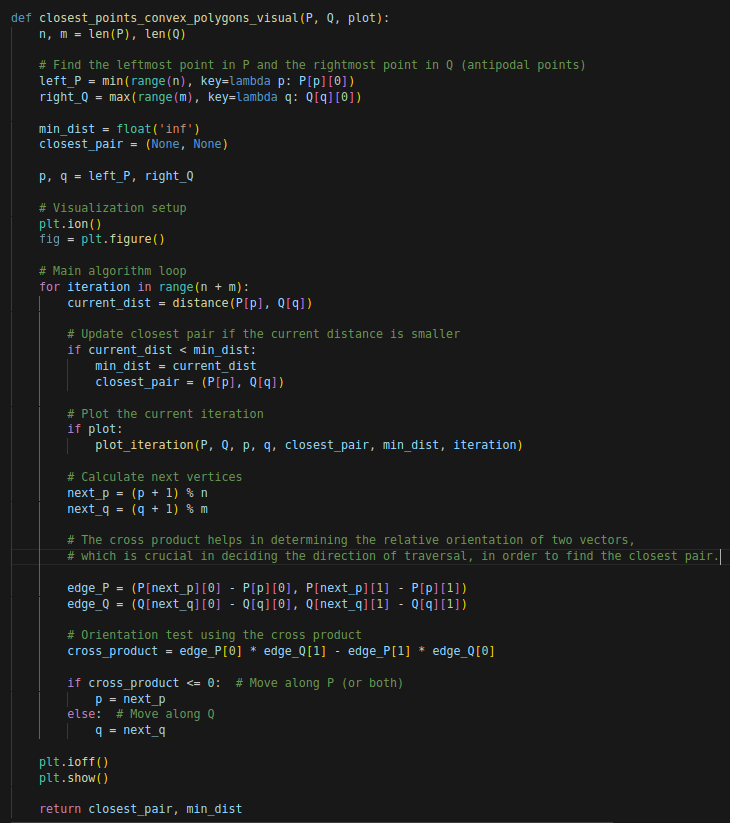 def closest_points_convex_polygons_visual(P, Q, plot):
    n, m = len(P), len(Q)

    # Find the leftmost point in P and the rightmost point in Q (antipodal points)
    left_P = min(range(n), key=lambda p: P[p][0])
    right_Q = max(range(m), key=lambda q: Q[q][0])

    min_dist = float('inf')
    closest_pair = (None, None)

    p, q = left_P, right_Q

    # Visualization setup
    plt.ion()
    fig = plt.figure()

    # Main algorithm loop
    for iteration in range(n + m):
        current_dist = distance(P[p], Q[q])

        # Update closest pair if the current distance is smaller
        if current_dist < min_dist:
            min_dist = current_dist
            closest_pair = (P[p], Q[q])

        # Plot the current iteration
        if plot:
            plot_iteration(P, Q, p, q, closest_pair, min_dist, iteration)

        # Calculate next vertices
        next_p = (p + 1) % n
        next_q = (q + 1) % m

        # The cross product helps in determining the relative orientation of two vectors,
        # which is crucial in deciding the direction of traversal, in order to find the closest pair.

        edge_P = (P[next_p][0] - P[p][0], P[next_p][1] - P[p][1])
        edge_Q = (Q[next_q][0] - Q[q][0], Q[next_q][1] - Q[q][1])

        # Orientation test using the cross product
        cross_product = edge_P[0] * edge_Q[1] - edge_P[1] * edge_Q[0]

        if cross_product <= 0:  # Move along P (or both)
            p = next_p
        else:  # Move along Q
            q = next_q

    plt.ioff()
    plt.show()

    return closest_pair, min_dist